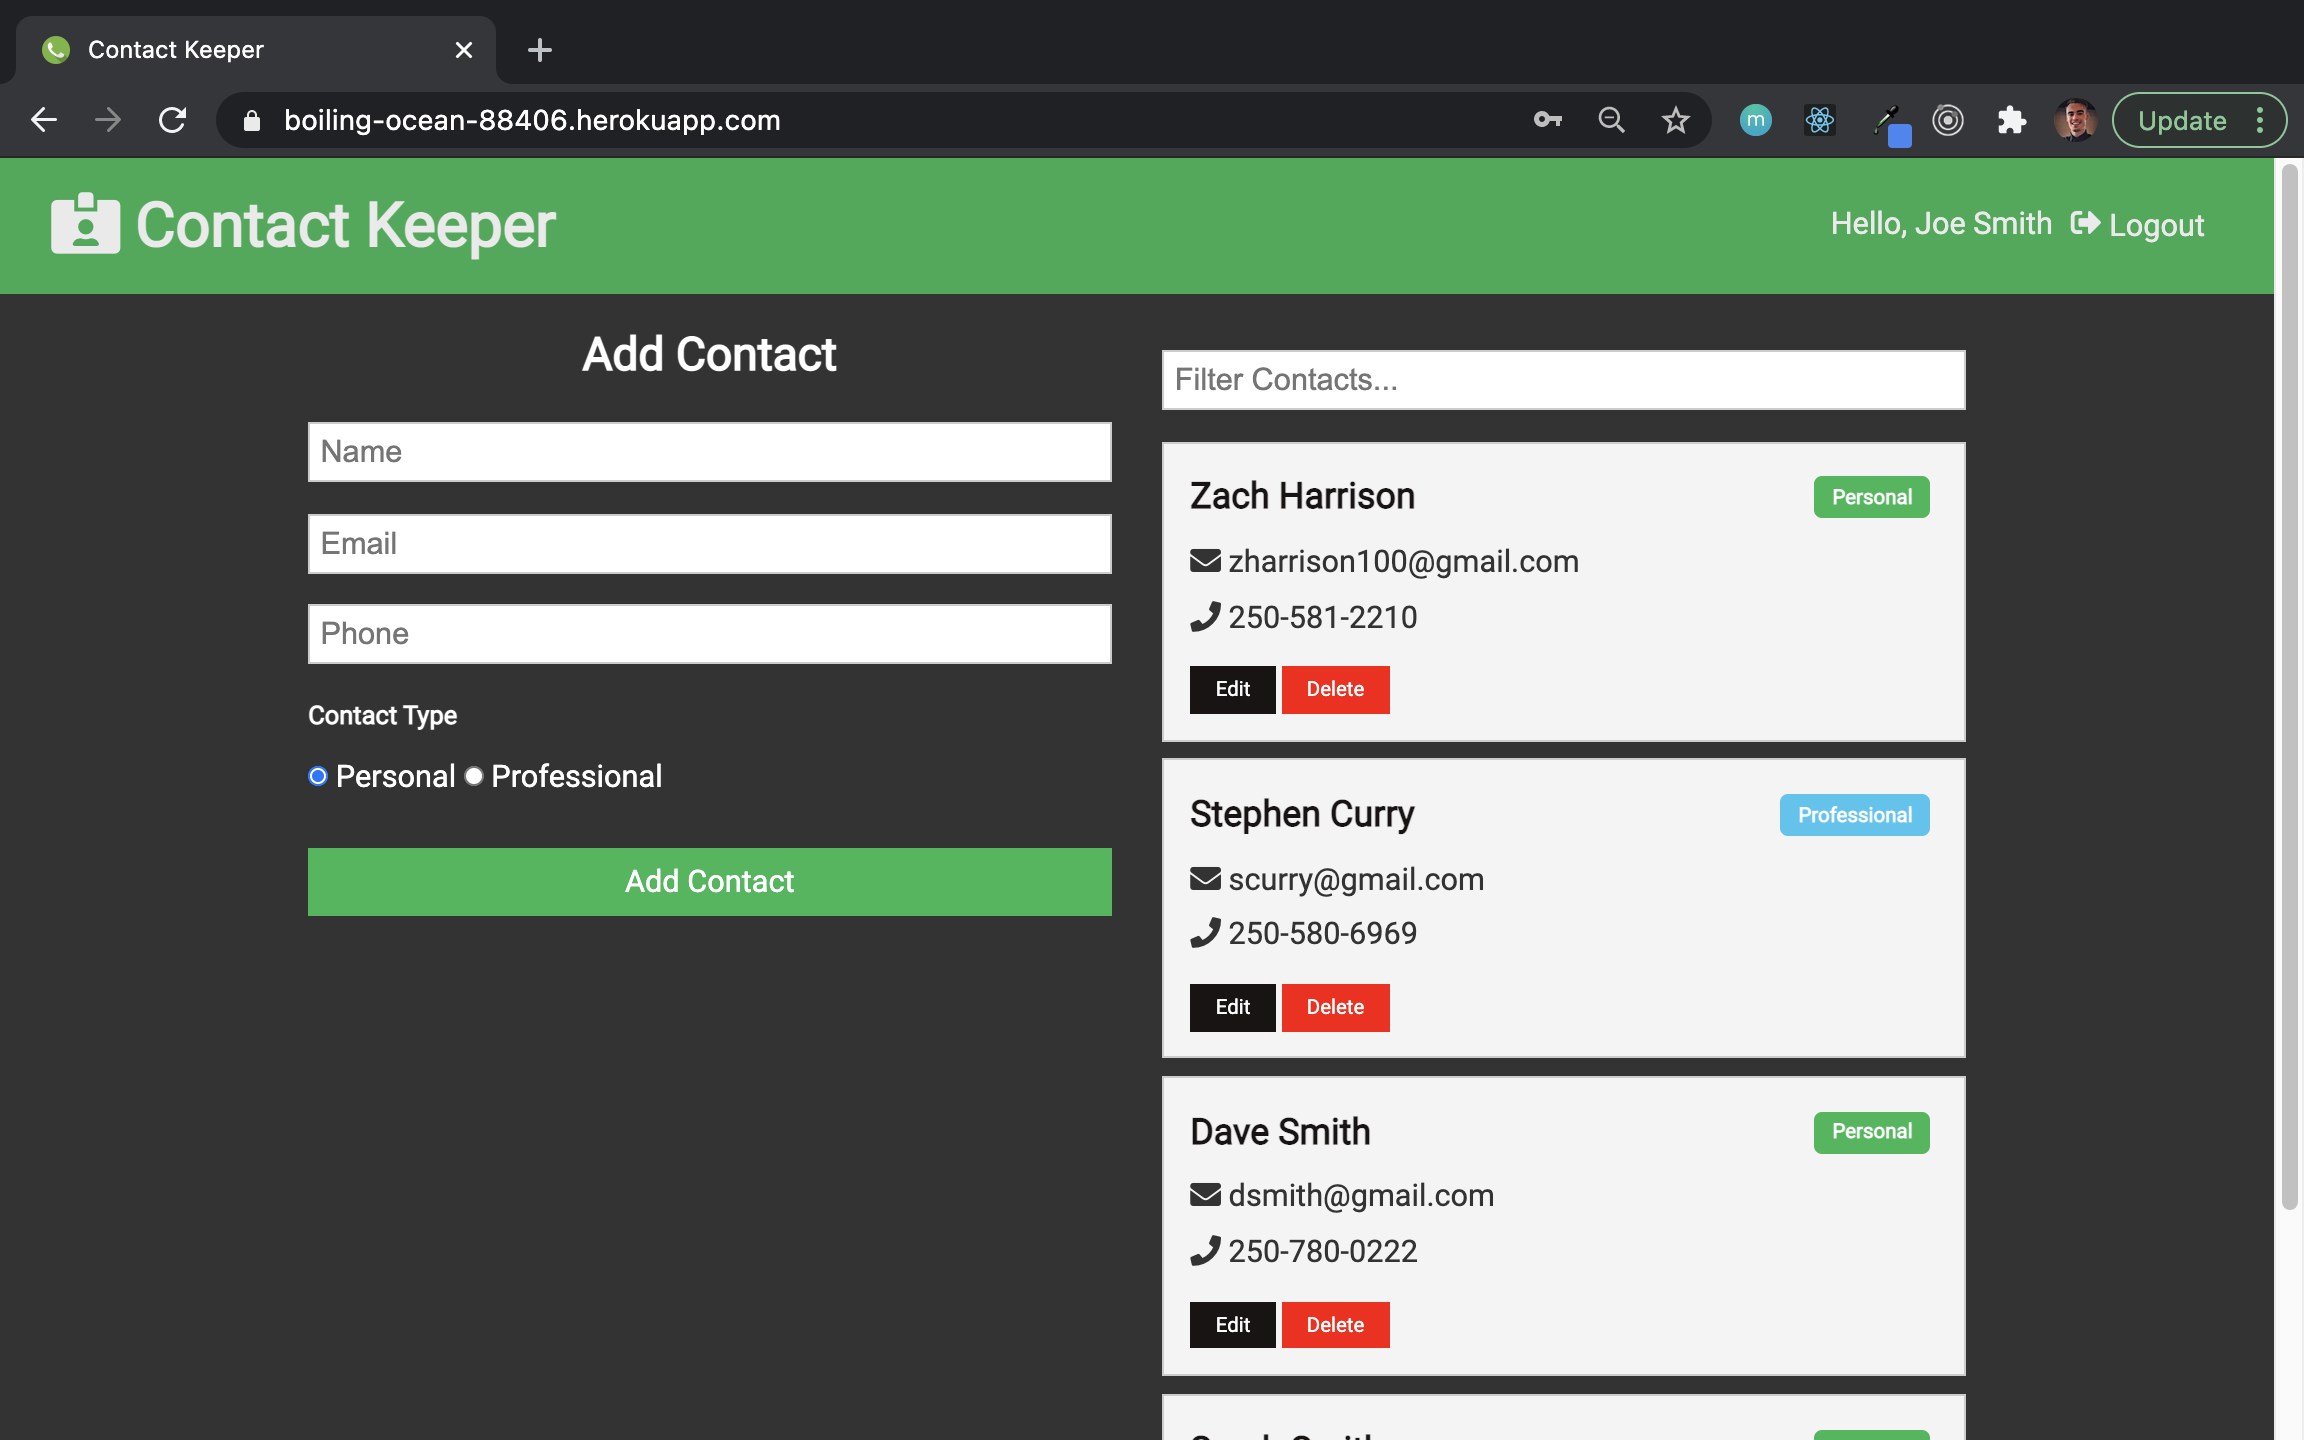 Contact Keeper
boiling-ocean-88406.herokuapp.com
m
Update
Contact Keeper
Hello, Joe Smith Logout
Add Contact
Name
Email
Phone
Contact Type
Personal Professional
Add Contact
Filter Contacts...
Zach Harrison
Personal
zharrison100@gmail.com
250-581-2210
Edit Delete
Stephen Curry
Professional
scurry@gmail.com
250-580-6969
Edit Delete
Dave Smith
Personal
dsmith@gmail.com
250-780-0222
Edit Delete